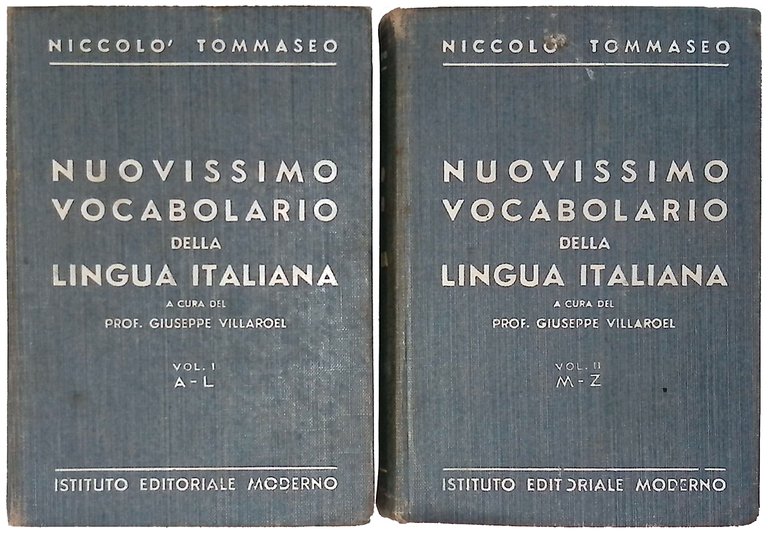 NICCOLO' TOMMASEO
NUOVISSIMO
VOCABOLARIO
DELLA
LINGUA ITALIANA
A CURA DEL
PROF. GIUSEPPE VILLAROEL
VOL. I
A-L
ISTITUTO EDITORIALE MODERNO
NICCOLO' TOMMASEO
NUOVISSIMO
VOCABOLARIO
DELLA
LINGUA ITALIANA
A CURA DEL
PROF. GIUSEPPE VILLAROEL
VOL. II
M-Z
ISTITUTO EDITORIALE MODERNO